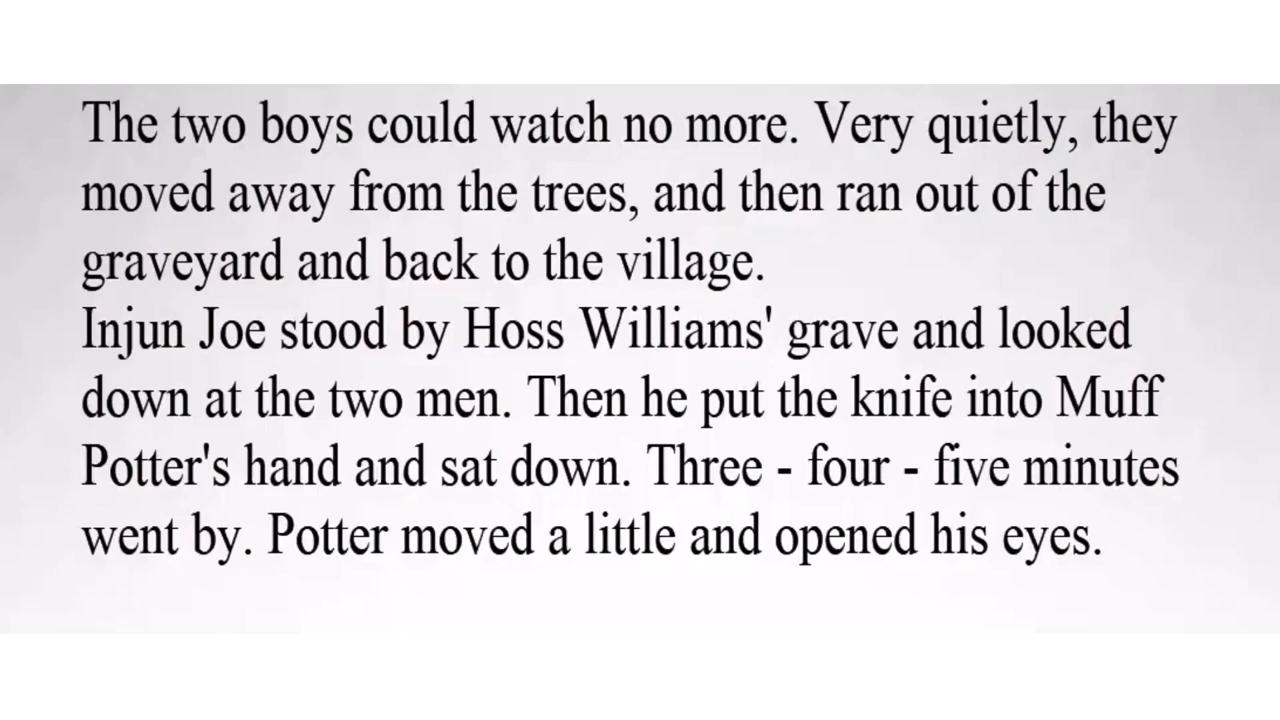 The two boys could watch no more. Very quietly, they
moved away from the trees, and then ran out of the
graveyard and back to the village.
Injun Joe stood by Hoss Williams' grave and looked
down at the two men. Then he put the knife into Muff
Potter's hand and sat down. Three - four - five minutes
went by. Potter moved a little and opened his eyes.